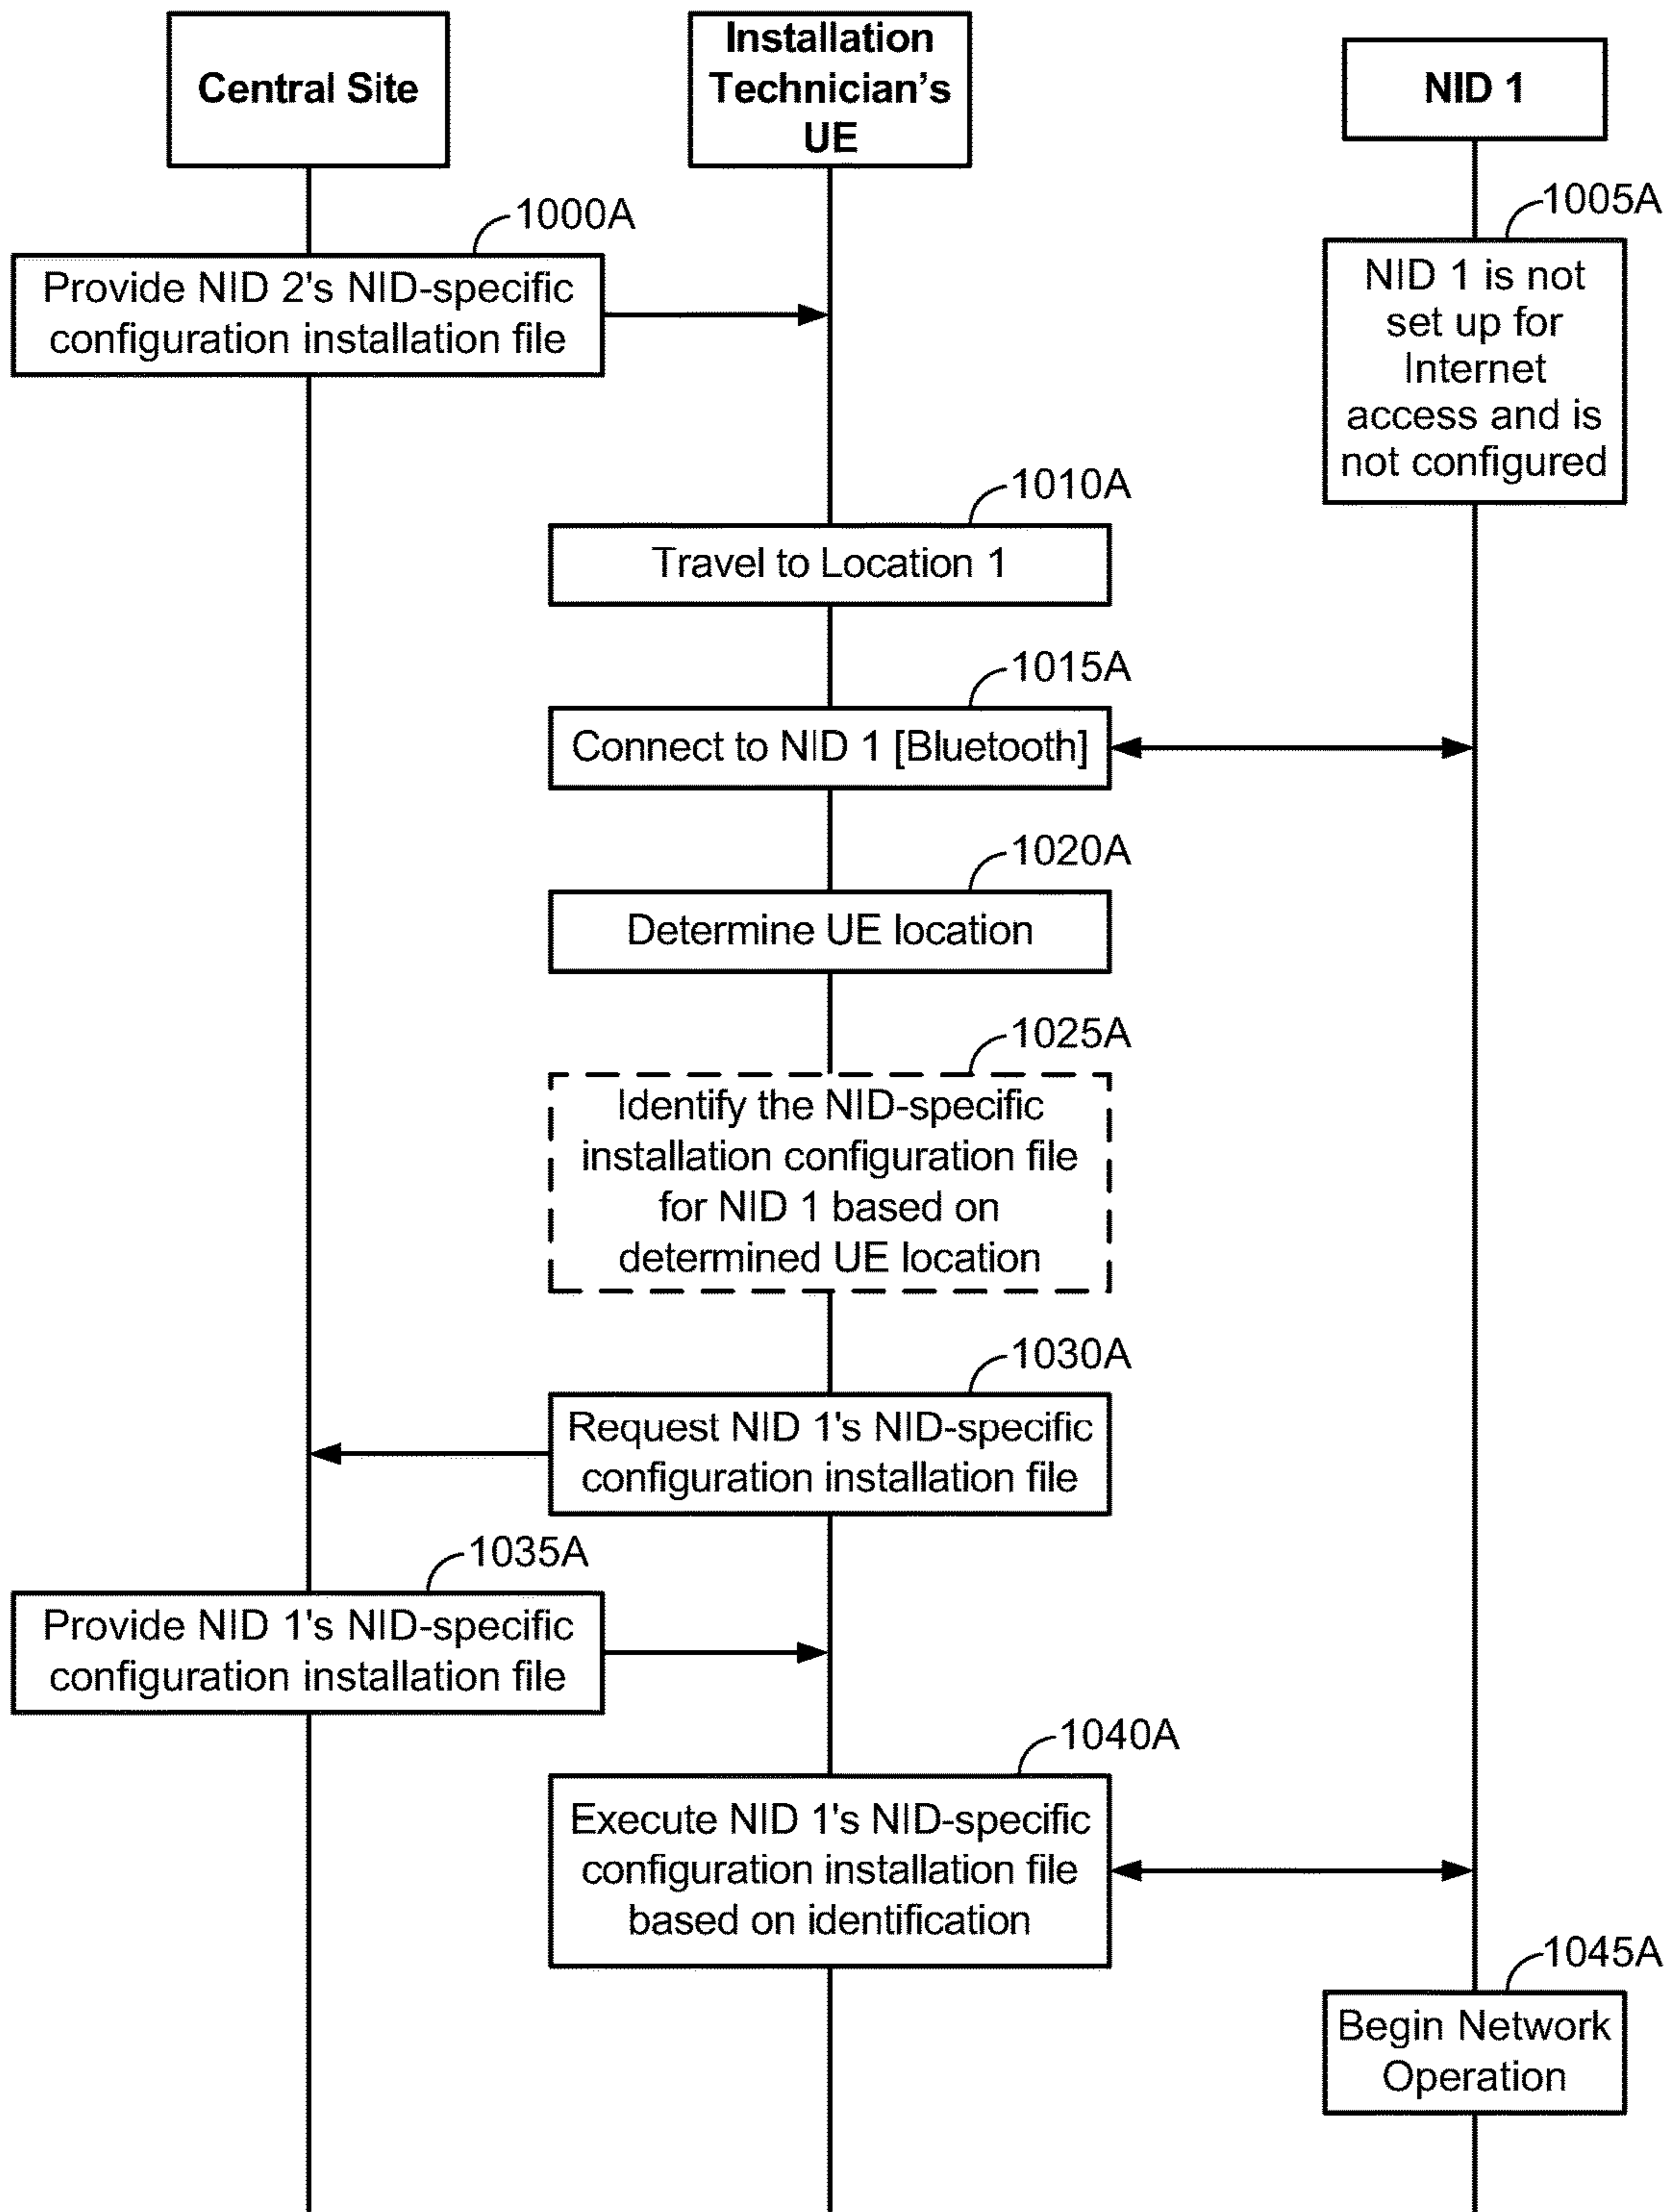 Central Site
Installation
Technician's
UE
NID 1
1000A
Provide NID 2's NID-specific
configuration installation file
1005A
NID 1 is not
set up for
Internet
access and is
not configured
1010A
Travel to Location 1
1015A
Connect to NID 1 [Bluetooth]
1020A
Determine UE location
1025A
Identify the NID-specific
installation configuration file
for NID 1 based on
determined UE location
1030A
Request NID 1's NID-specific
configuration installation file
1035A
Provide NID 1's NID-specific
configuration installation file
1040A
Execute NID 1's NID-specific
configuration installation file
based on identification
1045A
Begin Network
Operation